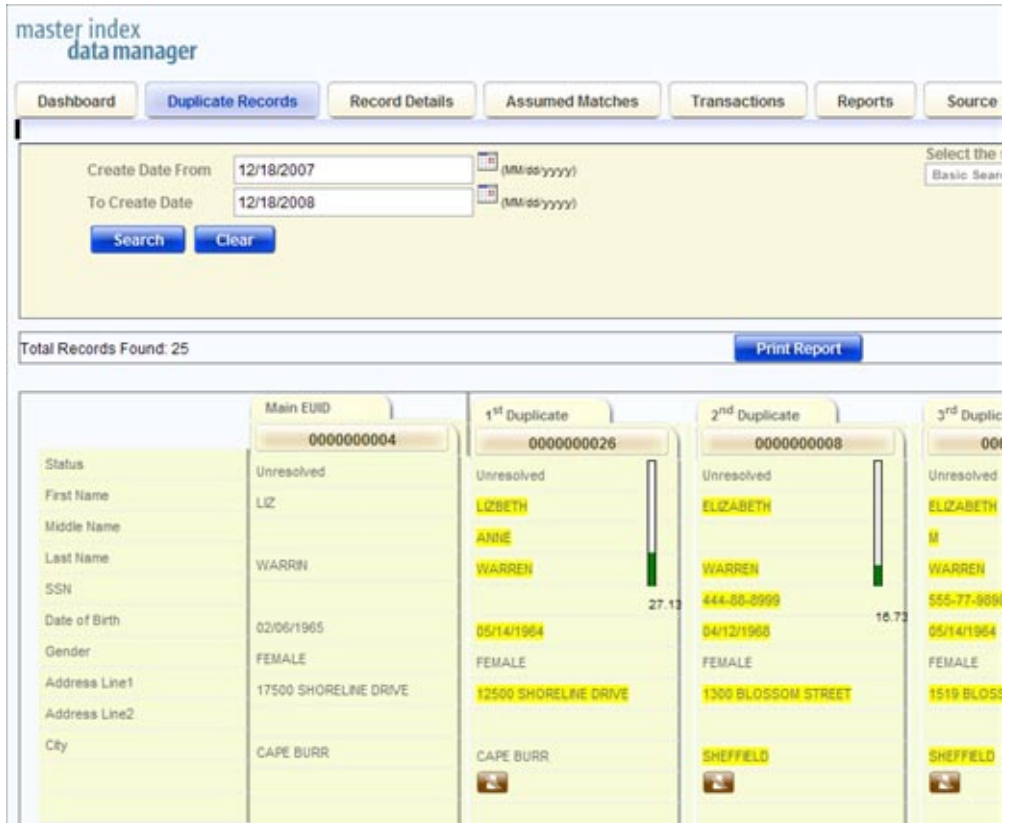 master index
data manager
Dashboard Duplicate Records Record Details Assumed Matches Transactions Reports Source
Select the
Create Date From 12/18/2007 (MM/dd/yyyy)
Basic Sear
To Create Date 12/18/2008 (MM/dd/yyyy)
Search Clear
Total Records Found: 25 Print Report
Main EUID 1st Duplicate 2nd Duplicate 3rd Duplic
0000000004 0000000026 0000000008 000
Status Unresolved Unresolved Unresolved Unresolved
First Name LIZ LIZBETH ELIZABETH ELIZABETH
Middle Name ANNE M
Last Name WARRIN WARREN WARREN WARREN
SSN 444-88-8999 555-77-989
27.13 16.73
Date of Birth 02/06/1965 05/14/1964 04/12/1968 05/14/1964
Gender FEMALE FEMALE FEMALE FEMALE
Address Line1 17500 SHORELINE DRIVE 12500 SHORELINE DRIVE 1300 BLOSSOM STREET 1519 BLOSS
Address Line2
City CAPE BURR CAPE BURR SHEFFIELD SHEFFIELD